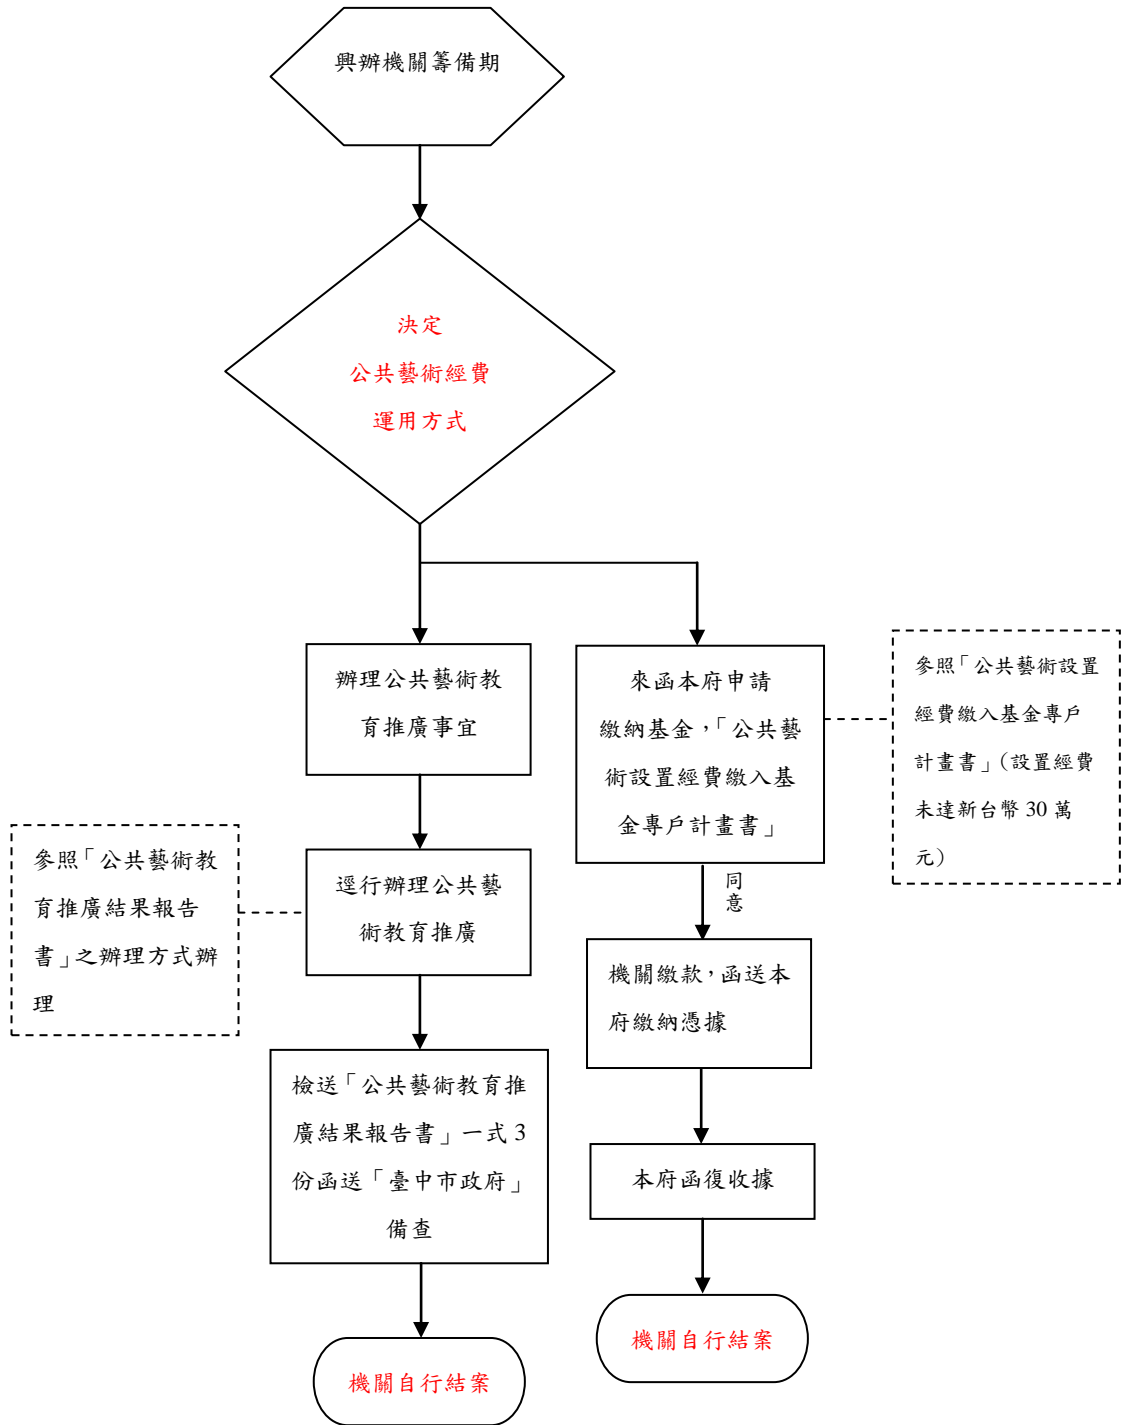 興辦機關籌備期
決定
公共藝術經費
運用方式
辦理公共藝術教
育推廣事宜
來函本府申請
繳納基金，「公共藝
術設置經費繳入基
金專戶計畫書」
參照「公共藝術設置
經費繳入基金專戶
計畫書」（設置經費
未達新台幣 30 萬
元）
參照「公共藝術教
育推廣結果報告
書」之辦理方式辦
理
逕行辦理公共藝
術教育推廣
同
意
機關繳款，函送本
府繳納憑據
檢送「公共藝術教育推
廣結果報告書」一式 3
份函送「臺中市政府」
備查
本府函復收據
機關自行結案
機關自行結案